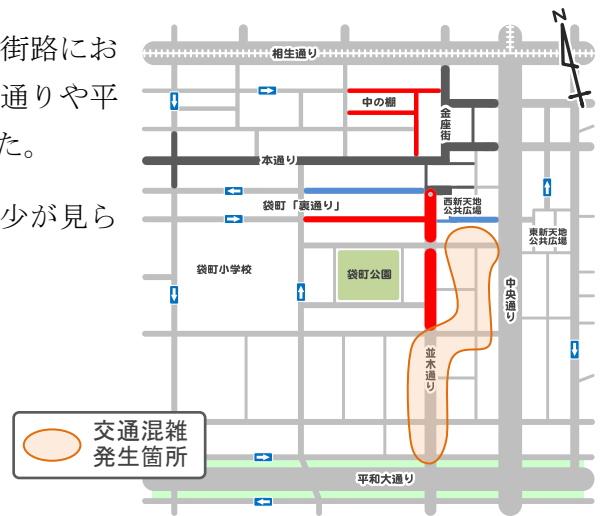 街路にお
通りや平
た。
少が見ら
N
相生通り
中の棚
金座街
本通り
袋町「裏通り」
西新天地
公共広場
東新天地
公共広場
袋町小学校
袋町公園
中央通り
並木通り
交通混雑
発生箇所
平和大通り